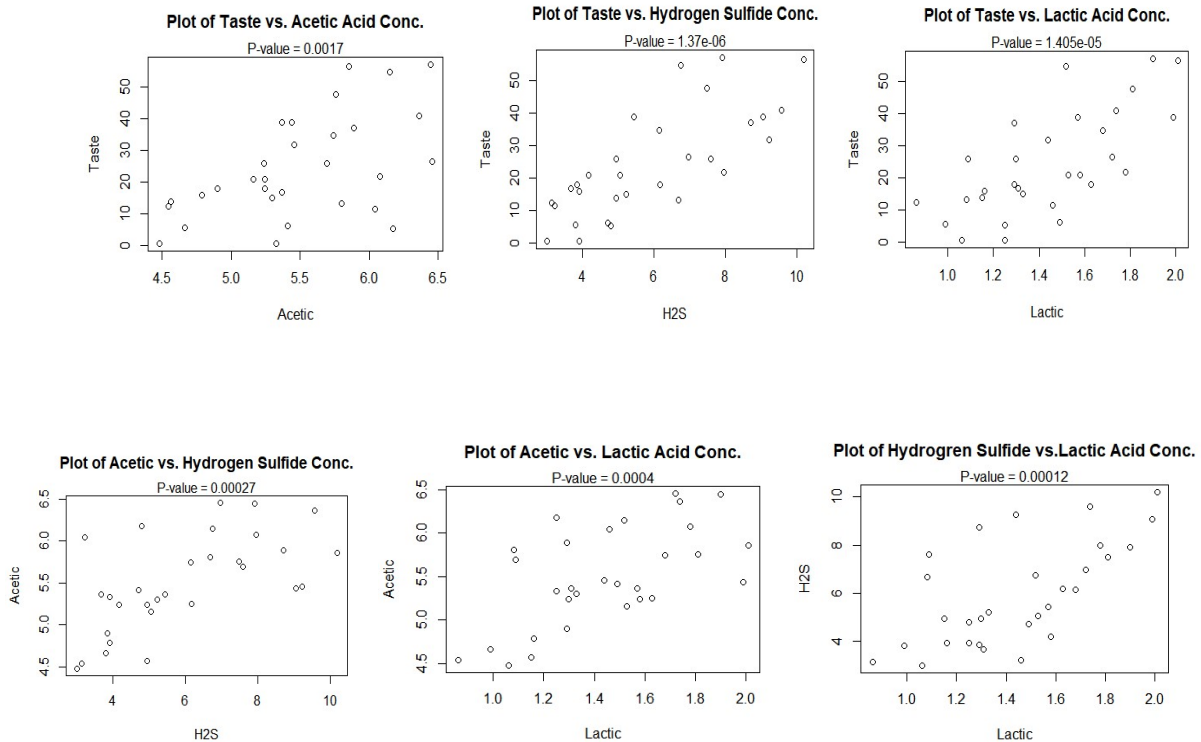 Plot of Taste vs. Acetic Acid Conc.
P-value = 0.0017
Taste
0 10 20 30 40 50
4.5 5.0 5.5 6.0 6.5
Acetic
Plot of Taste vs. Hydrogen Sulfide Conc.
P-value = 1.37e-06
Taste
0 10 20 30 40 50
4 6 8 10
H2S
Plot of Taste vs. Lactic Acid Conc.
P-value = 1.405e-05
Taste
0 10 20 30 40 50
1.0 1.2 1.4 1.6 1.8 2.0
Lactic
Plot of Acetic vs. Hydrogen Sulfide Conc.
P-value = 0.00027
Acetic
4.5 5.0 5.5 6.0 6.5
4 6 8 10
H2S
Plot of Acetic vs. Lactic Acid Conc.
P-value = 0.0004
Acetic
4.5 5.0 5.5 6.0 6.5
1.0 1.2 1.4 1.6 1.8 2.0
Lactic
Plot of Hydrogren Sulfide vs.Lactic Acid Conc.
P-value = 0.00012
H2S
4 6 8 10
1.0 1.2 1.4 1.6 1.8 2.0
Lactic